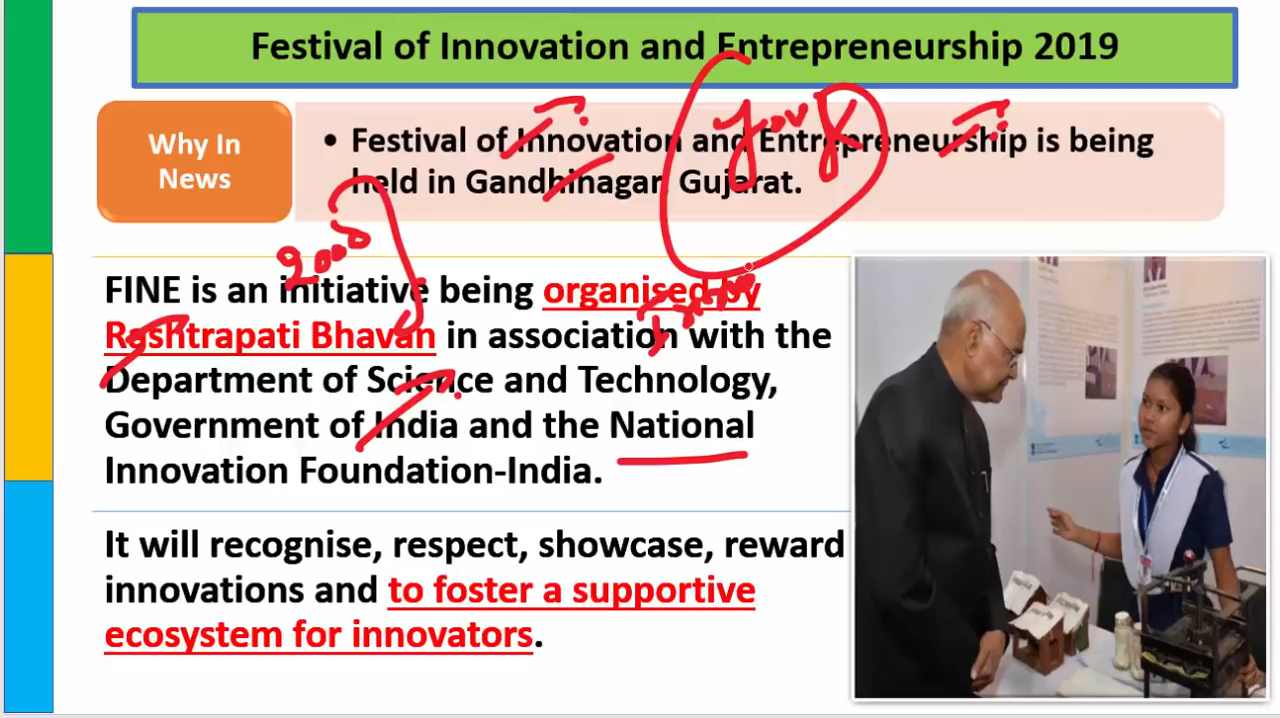 Festival of Innovation and Entrepreneurship 2019
Why In
News
• Festival of Innovation and Entrepreneurship is being
held in Gandhinagar, Gujarat.
FINE is an initiative being organised by
Rashtrapati Bhavan in association with the
Department of Science and Technology,
Government of India and the National
Innovation Foundation-India.
It will recognise, respect, showcase, reward
innovations and to foster a supportive
ecosystem for innovators.